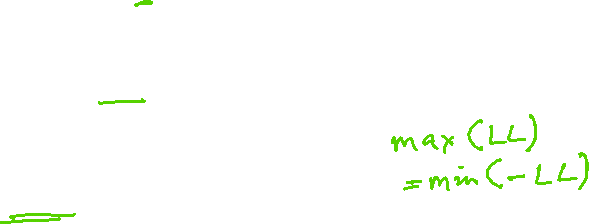 max (LL)
= min (- LL)